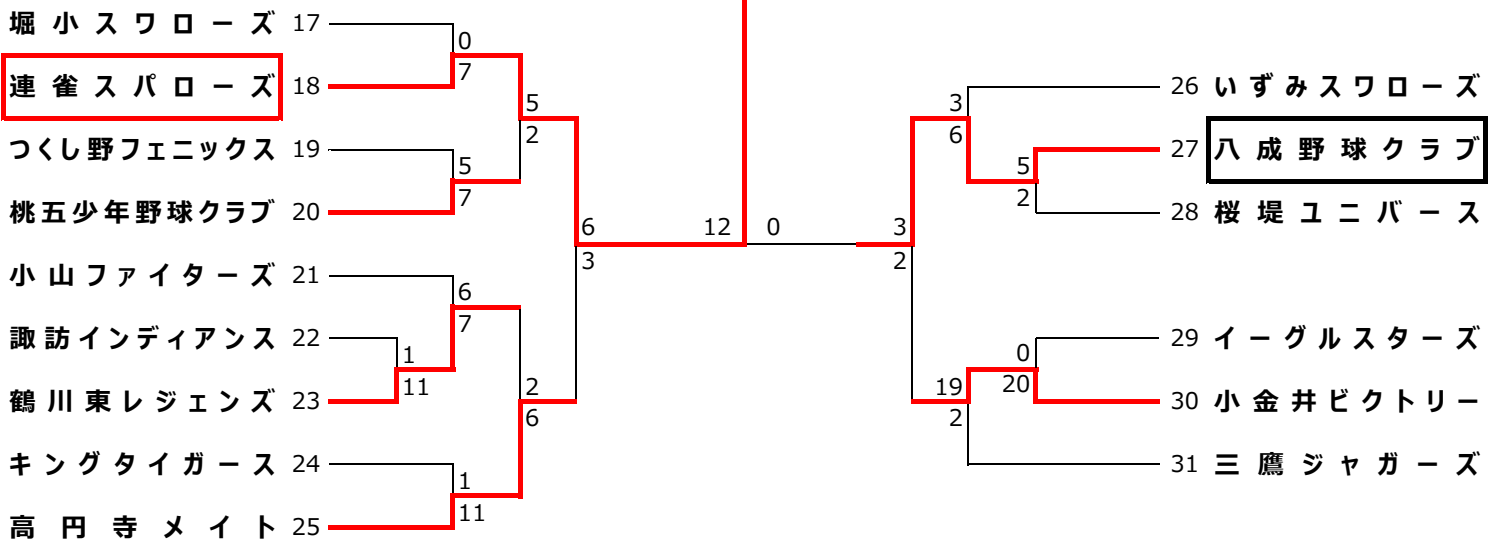 堀小スワローズ 17
0
7
連雀スパローズ 18
5
2
つくし野フェニックス 19
5
7
桃五少年野球クラブ 20
6
3
小山ファイターズ 21
6
7
諏訪インディアンス 22
1
11
鶴川東レジェンズ 23
2
6
キングタイガース 24
1
11
高円寺メイト 25
12 0
26 いずみスワローズ
3
6
27 八成野球クラブ
5
2
28 桜堤ユニバース
3
2
29 イーグルスターズ
0
20
30 小金井ビクトリー
19
2
31 三鷹ジャガーズ